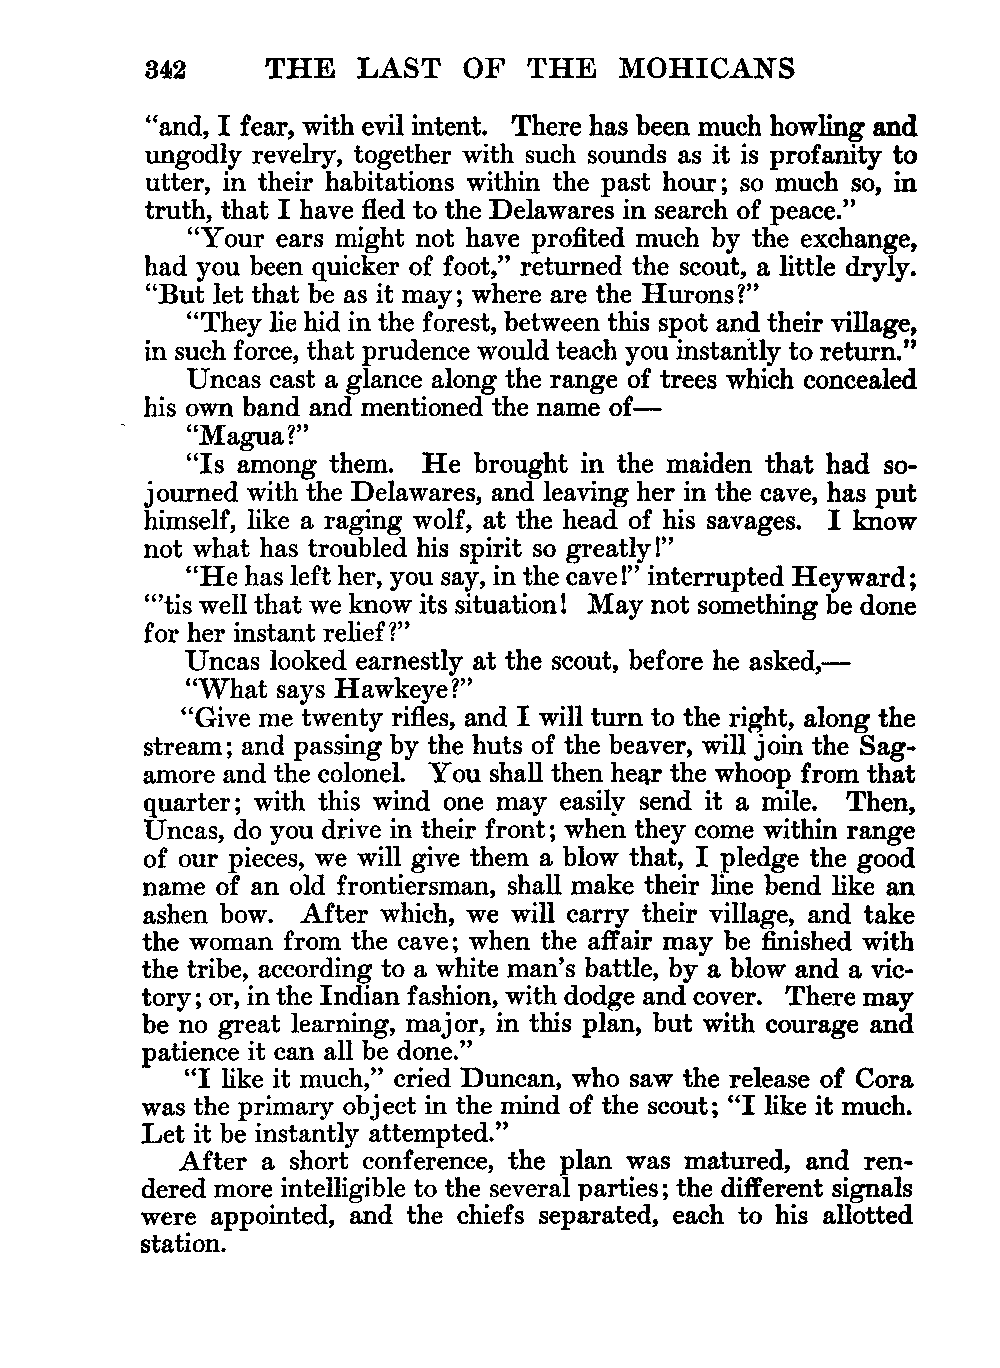 342 THE LAST OF THE MOHICANS
“and, I fear, with evil intent. There has been much howling and
ungodly revelry, together with such sounds as it is profanity to
utter, in their habitations within the past hour; so much so, in
truth, that I have fled to the Delawares in search of peace.”
“Your ears might not have profited much by the exchange,
had you been quicker of foot,” returned the scout, a little dryly.
“But let that be as it may; where are the Hurons?”
“They lie hid in the forest, between this spot and their village,
in such force, that prudence would teach you instantly to return.”
Uncas cast a glance along the range of trees which concealed
his own band and mentioned the name of—
“Magua?”
“Is among them. He brought in the maiden that had so-
journed with the Delawares, and leaving her in the cave, has put
himself, like a raging wolf, at the head of his savages. I know
not what has troubled his spirit so greatly!”
“He has left her, you say, in the cave!” interrupted Heyward;
“’tis well that we know its situation! May not something be done
for her instant relief?”
Uncas looked earnestly at the scout, before he asked,—
“What says Hawkeye?”
“Give me twenty rifles, and I will turn to the right, along the
stream; and passing by the huts of the beaver, will join the Sag-
amore and the colonel. You shall then hear the whoop from that
quarter; with this wind one may easily send it a mile. Then,
Uncas, do you drive in their front; when they come within range
of our pieces, we will give them a blow that, I pledge the good
name of an old frontiersman, shall make their line bend like an
ashen bow. After which, we will carry their village, and take
the woman from the cave; when the affair may be finished with
the tribe, according to a white man’s battle, by a blow and a vic-
tory; or, in the Indian fashion, with dodge and cover. There may
be no great learning, major, in this plan, but with courage and
patience it can all be done.”
“I like it much,” cried Duncan, who saw the release of Cora
was the primary object in the mind of the scout; “I like it much.
Let it be instantly attempted.”
After a short conference, the plan was matured, and ren-
dered more intelligible to the several parties; the different signals
were appointed, and the chiefs separated, each to his allotted
station.